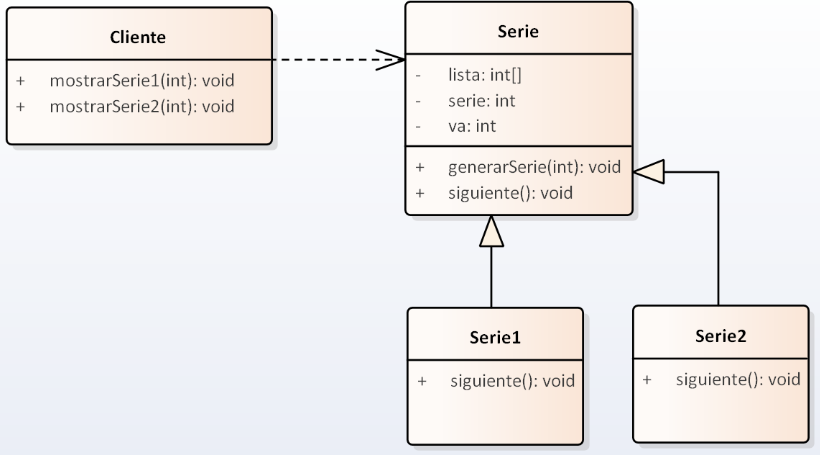 Cliente
+ mostrarSerie1(int): void
+ mostrarSerie2(int): void
Serie
- lista: int[]
- serie: int
- va: int
+ generarSerie(int): void
+ siguiente(): void
Serie1
+ siguiente(): void
Serie2
+ siguiente(): void